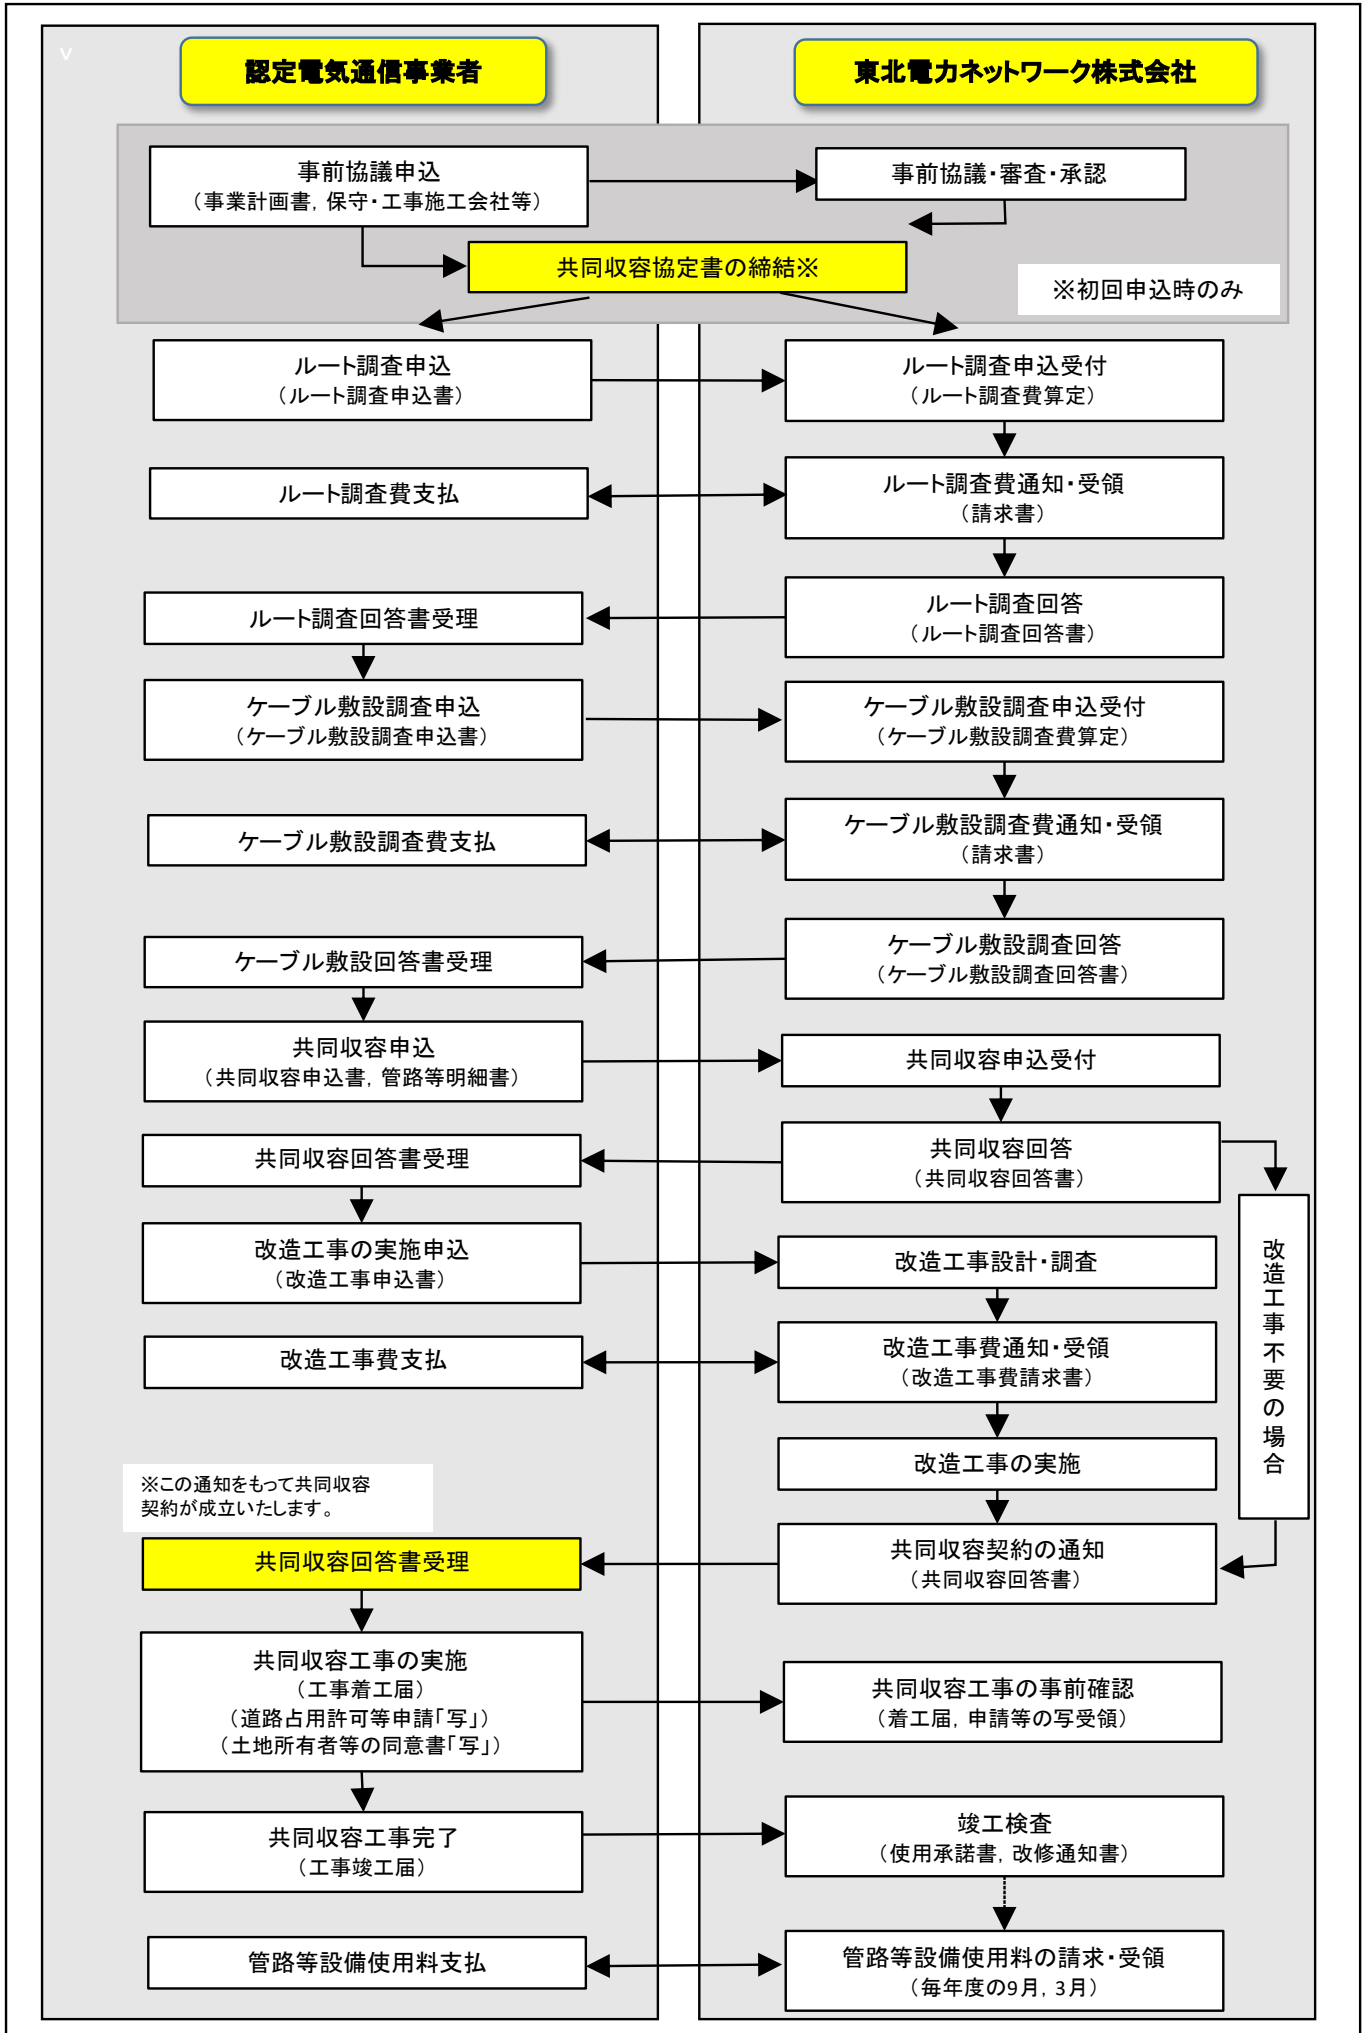 v
認定電気通信事業者
東北電力ネットワーク株式会社
事前協議申込
（事業計画書，保守・工事施工会社等）
事前協議・審査・承認
共同収容協定書の締結※
※初回申込時のみ
ルート調査申込
（ルート調査申込書）
ルート調査申込受付
（ルート調査費算定）
ルート調査費支払
ルート調査費通知・受領
（請求書）
ルート調査回答書受理
ルート調査回答
（ルート調査回答書）
ケーブル敷設調査申込
（ケーブル敷設調査申込書）
ケーブル敷設調査申込受付
（ケーブル敷設調査費算定）
ケーブル敷設調査費支払
ケーブル敷設調査費通知・受領
（請求書）
ケーブル敷設回答書受理
ケーブル敷設調査回答
（ケーブル敷設調査回答書）
共同収容申込
（共同収容申込書，管路等明細書）
共同収容申込受付
共同収容回答書受理
共同収容回答
（共同収容回答書）
改造工事の実施申込
（改造工事申込書）
改造工事設計・調査
改造工事不要の場合
改造工事費支払
改造工事費通知・受領
（改造工事費請求書）
改造工事の実施
※この通知をもって共同収容
契約が成立いたします。
共同収容回答書受理
共同収容契約の通知
（共同収容回答書）
共同収容工事の実施
（工事着工届）
（道路占用許可等申請「写」）
（土地所有者等の同意書「写」）
共同収容工事の事前確認
（着工届，申請等の写受領）
共同収容工事完了
（工事竣工届）
竣工検査
（使用承諾書，改修通知書）
管路等設備使用料支払
管路等設備使用料の請求・受領
（毎年度の9月，3月）